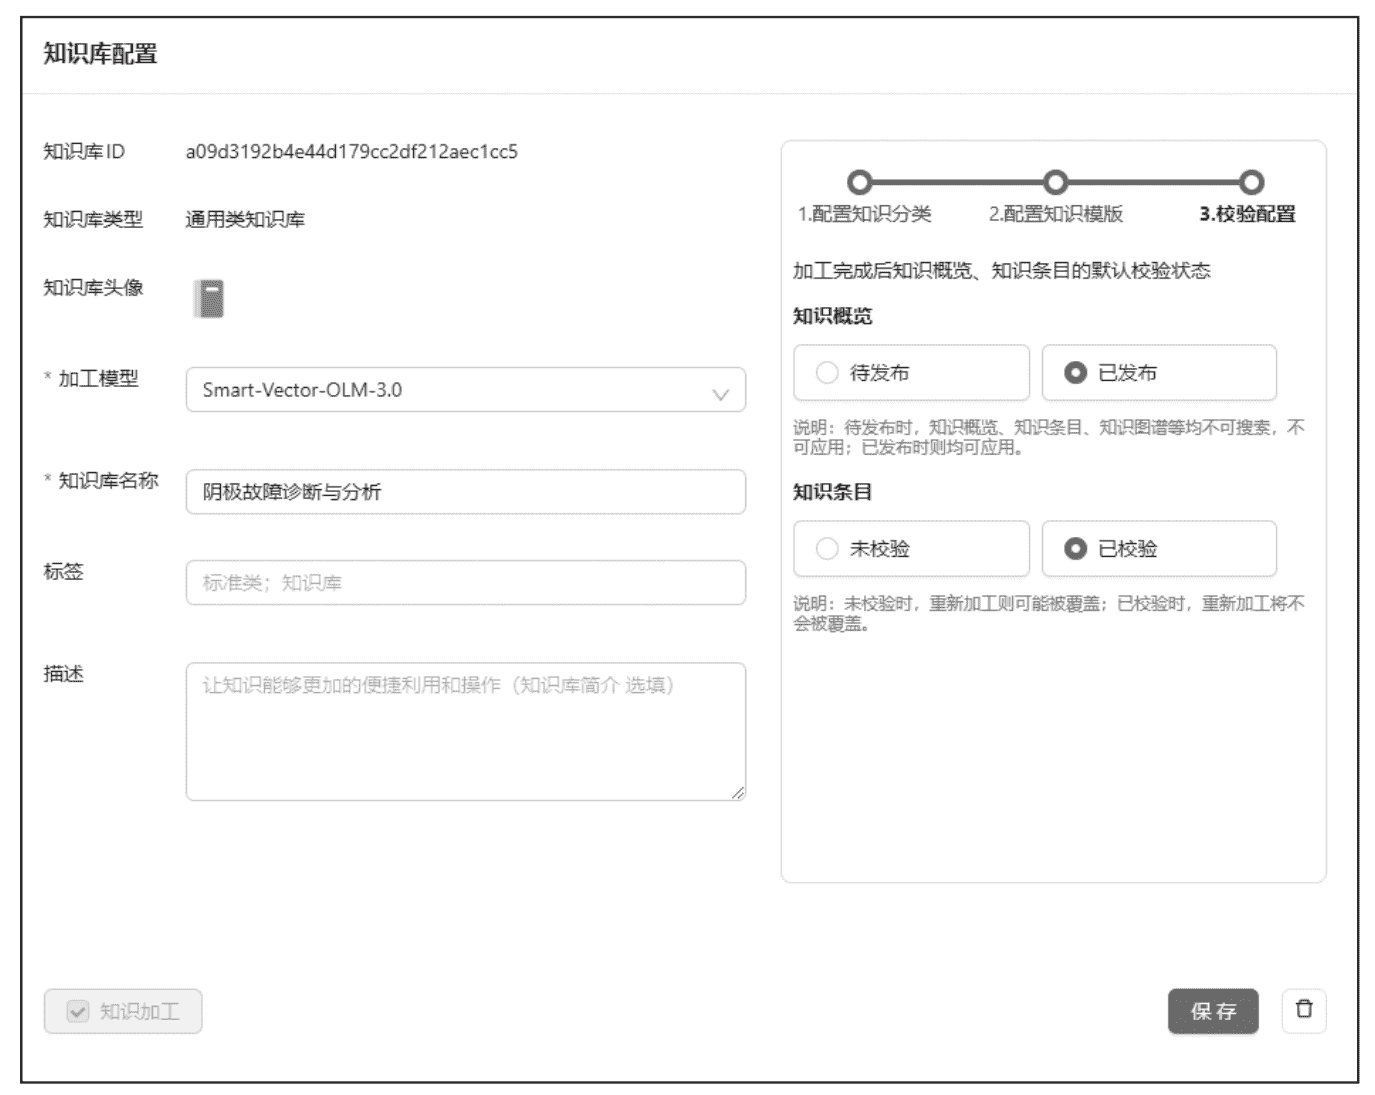 知识库配置
知识库ID
a09d3192b4e44d179cc2df212aec1cc5
知识库类型
通用类知识库
知识库头像
* 加工模型
Smart-Vector-OLM-3.0
* 知识库名称
阴极故障诊断与分析
标签
标准类；知识库
描述
让知识能够更加的便捷利用和操作（知识库简介 选填）
1.配置知识分类
2.配置知识模版
3.校验配置
加工完成后知识概览、知识条目的默认校验状态
知识概览
待发布
已发布
说明：待发布时，知识概览、知识条目、知识图谱等均不可搜索，不
可应用；已发布时则均可应用。
知识条目
未校验
已校验
说明：未校验时，重新加工则可能被覆盖；已校验时，重新加工将不
会被覆盖。
知识加工
保存